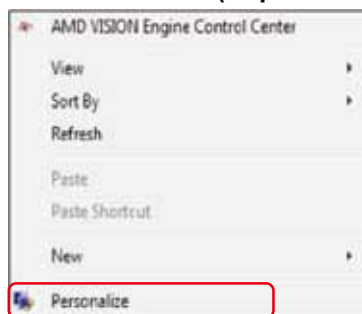 AMD VISION Engine Control Center
View
Sort By
Refresh
Paste
Paste Shortcut
New
Personalize